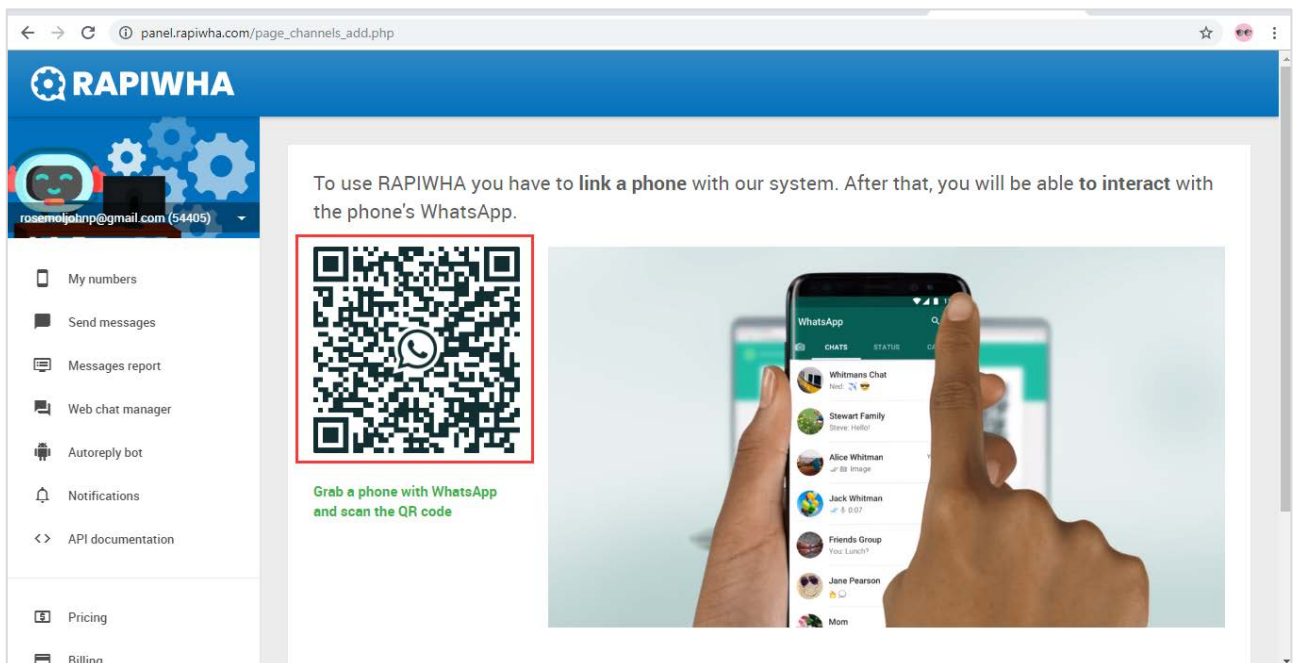 panel.rapiwha.com/page_channels_add.php
RAPIWHA
rosemoljohnp@gmail.com (54405)
My numbers
Send messages
Messages report
Web chat manager
Autoreply bot
Notifications
API documentation
Pricing
Billing
To use RAPIWHA you have to link a phone with our system. After that, you will be able to interact with
the phone's WhatsApp.
Grab a phone with WhatsApp
and scan the QR code
WhatsApp
CHATS STATUS
Whitmans Chat
Ned:
Stewart Family
Steve: Hello!
Alice Whitman
Image
Jack Whitman
0:07
Friends Group
You: Lunch?
Jane Pearson
Mom